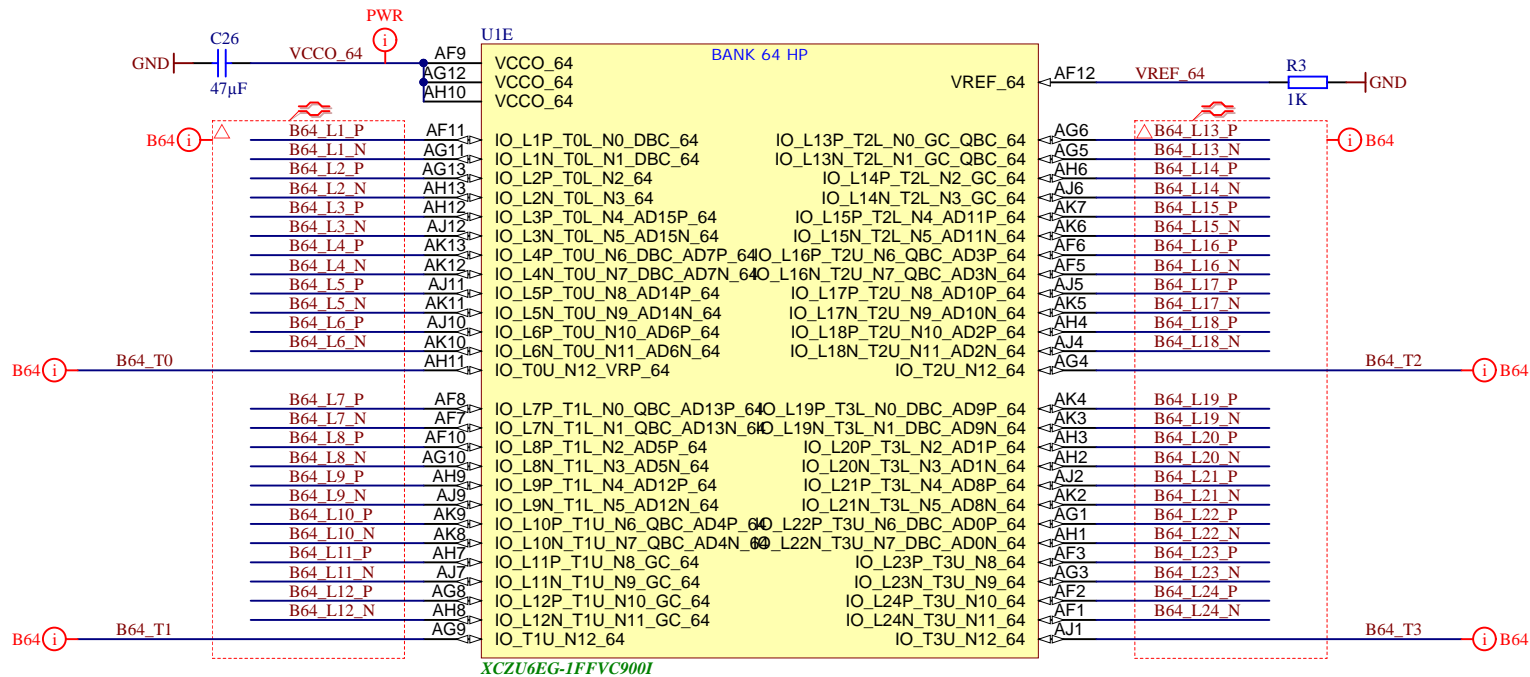 PWR
C26
VCCO_64
GND
47µF
U1E
BANK 64 HP
AF9 VCCO_64
AG12 VCCO_64
AH10 VCCO_64
VREF_64 AF12 VREF_64
R3
1K
GND
B64 i
B64_L1_P AF11 IO_L1P_T0L_N0_DBC_64
B64_L1_N AG11 IO_L1N_T0L_N1_DBC_64
B64_L2_P AG13 IO_L2P_T0L_N2_64
B64_L2_N AH13 IO_L2N_T0L_N3_64
B64_L3_P AH12 IO_L3P_T0L_N4_AD15P_64
B64_L3_N AJ12 IO_L3N_T0L_N5_AD15N_64
B64_L4_P AK13 IO_L4P_T0U_N6_DBC_AD7P_64
B64_L4_N AK12 IO_L4N_T0U_N7_DBC_AD7N_64
B64_L5_P AJ11 IO_L5P_T0U_N8_AD14P_64
B64_L5_N AK11 IO_L5N_T0U_N9_AD14N_64
B64_L6_P AJ10 IO_L6P_T0U_N10_AD6P_64
B64_L6_N AK10 IO_L6N_T0U_N11_AD6N_64
B64 i B64_T0 AH11 IO_T0U_N12_VRP_64
B64_L7_P AF8 IO_L7P_T1L_N0_QBC_AD13P_64
B64_L7_N AF7 IO_L7N_T1L_N1_QBC_AD13N_64
B64_L8_P AF10 IO_L8P_T1L_N2_AD5P_64
B64_L8_N AG10 IO_L8N_T1L_N3_AD5N_64
B64_L9_P AH9 IO_L9P_T1L_N4_AD12P_64
B64_L9_N AJ9 IO_L9N_T1L_N5_AD12N_64
B64_L10_P AK9 IO_L10P_T1U_N6_QBC_AD4P_64
B64_L10_N AK8 IO_L10N_T1U_N7_QBC_AD4N_64
B64_L11_P AH7 IO_L11P_T1U_N8_GC_64
B64_L11_N AJ7 IO_L11N_T1U_N9_GC_64
B64_L12_P AG8 IO_L12P_T1U_N10_GC_64
B64_L12_N AH8 IO_L12N_T1U_N11_GC_64
B64 i B64_T1 AG9 IO_T1U_N12_64
IO_L13P_T2L_N0_GC_QBC_64 AG6 B64_L13_P
i B64
IO_L13N_T2L_N1_GC_QBC_64 AG5 B64_L13_N
IO_L14P_T2L_N2_GC_64 AH6 B64_L14_P
IO_L14N_T2L_N3_GC_64 AJ6 B64_L14_N
IO_L15P_T2L_N4_AD11P_64 AK7 B64_L15_P
IO_L15N_T2L_N5_AD11N_64 AK6 B64_L15_N
IO_L16P_T2U_N6_QBC_AD3P_64 AF6 B64_L16_P
IO_L16N_T2U_N7_QBC_AD3N_64 AF5 B64_L16_N
IO_L17P_T2U_N8_AD10P_64 AJ5 B64_L17_P
IO_L17N_T2U_N9_AD10N_64 AK5 B64_L17_N
IO_L18P_T2U_N10_AD2P_64 AH4 B64_L18_P
IO_L18N_T2U_N11_AD2N_64 AJ4 B64_L18_N
IO_T2U_N12_64 AG4 B64_T2 i B64
IO_L19P_T3L_N0_DBC_AD9P_64 AK4 B64_L19_P
IO_L19N_T3L_N1_DBC_AD9N_64 AK3 B64_L19_N
IO_L20P_T3L_N2_AD1P_64 AH3 B64_L20_P
IO_L20N_T3L_N3_AD1N_64 AH2 B64_L20_N
IO_L21P_T3L_N4_AD8P_64 AJ2 B64_L21_P
IO_L21N_T3L_N5_AD8N_64 AK2 B64_L21_N
IO_L22P_T3U_N6_DBC_AD0P_64 AG1 B64_L22_P
IO_L22N_T3U_N7_DBC_AD0N_64 AH1 B64_L22_N
IO_L23P_T3U_N8_64 AF3 B64_L23_P
IO_L23N_T3U_N9_64 AG3 B64_L23_N
IO_L24P_T3U_N10_64 AF2 B64_L24_P
IO_L24N_T3U_N11_64 AF1 B64_L24_N
IO_T3U_N12_64 AJ1 B64_T3 i B64
XCZU6EG-1FFVC900I